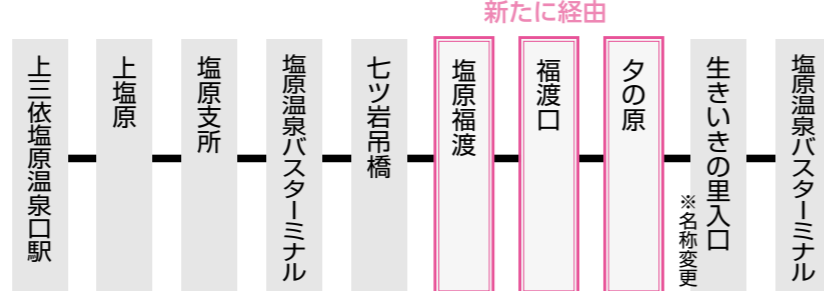 新たに経由
上三依塩原温泉口駅
上塩原
塩原支所
塩原温泉バスターミナル
七ツ岩吊橋
塩原福渡
福渡口
夕の原
生きいきの里入口
※名称変更
塩原温泉バスターミナル